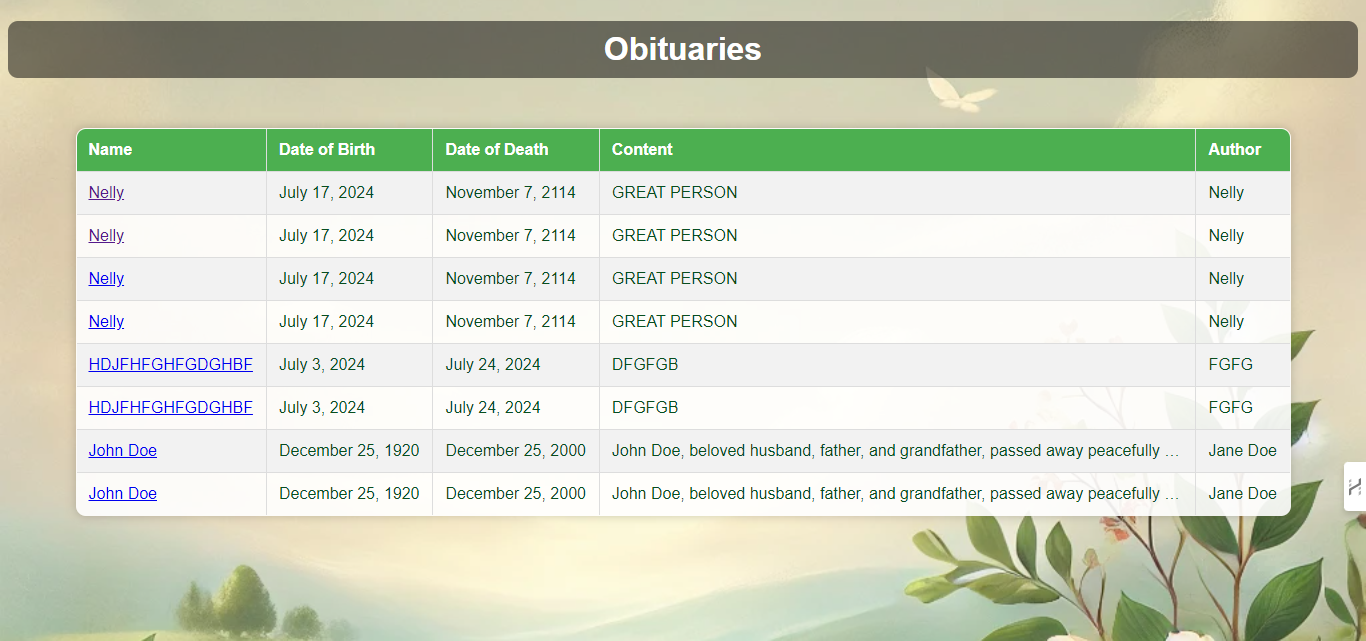 Obituaries
Name Date of Birth Date of Death Content Author
Nelly July 17, 2024 November 7, 2114 GREAT PERSON Nelly
Nelly July 17, 2024 November 7, 2114 GREAT PERSON Nelly
Nelly July 17, 2024 November 7, 2114 GREAT PERSON Nelly
Nelly July 17, 2024 November 7, 2114 GREAT PERSON Nelly
HDJFHFGHFGDGHBF July 3, 2024 July 24, 2024 DFGFGB FGFG
HDJFHFGHFGDGHBF July 3, 2024 July 24, 2024 DFGFGB FGFG
John Doe December 25, 1920 December 25, 2000 John Doe, beloved husband, father, and grandfather, passed away peacefully … Jane Doe
John Doe December 25, 1920 December 25, 2000 John Doe, beloved husband, father, and grandfather, passed away peacefully … Jane Doe